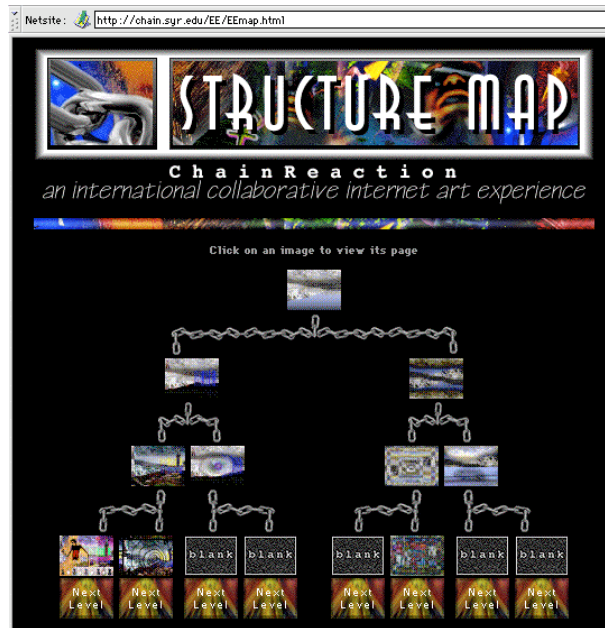 Netsite: http://chain.syr.edu/EE/EEmap.html
STRUCTURE MAP
ChainReaction
an international collaborative internet art experience
Click on an image to view its page
blank blank blank blank blank
Next Next Next Next Next Next Next Next
Level Level Level Level Level Level Level Level